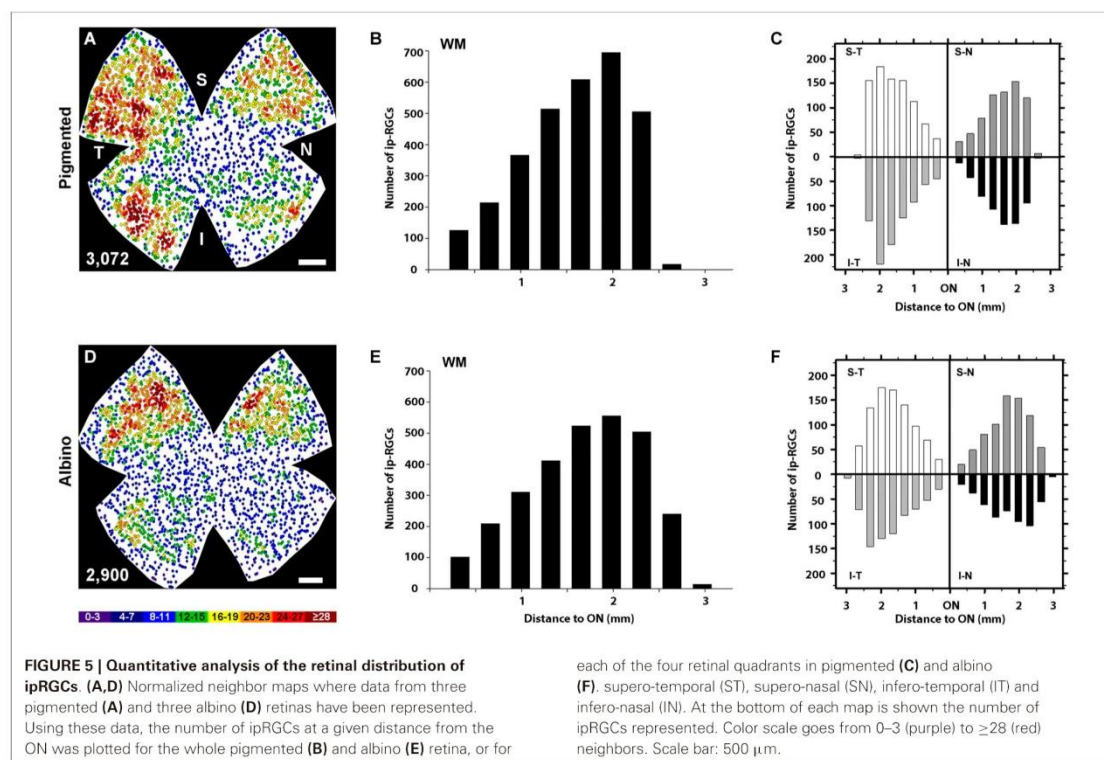 A
S
T
N
I
3,072
Pigmented
B
WM
Number of ip-RGCs
700
600
500
400
300
200
100
0
1
2
3
C
S-T
S-N
Number of ip-RGCs
200
150
100
50
0
50
100
150
200
I-T
I-N
3
2
1
ON
1
2
3
Distance to ON (mm)
D
2,900
Albino
0-3 4-7 8-11 12-15 16-19 20-23 24-27 ≥28
E
WM
Number of ip-RGCs
700
600
500
400
300
200
100
0
1
2
3
Distance to ON (mm)
F
S-T
S-N
Number of ip-RGCs
200
150
100
50
0
50
100
150
200
I-T
I-N
3
2
1
ON
1
2
3
Distance to ON (mm)
FIGURE 5 | Quantitative analysis of the retinal distribution of
ipRGCs. (A,D) Normalized neighbor maps where data from three
pigmented (A) and three albino (D) retinas have been represented.
Using these data, the number of ipRGCs at a given distance from the
ON was plotted for the whole pigmented (B) and albino (E) retina, or for
each of the four retinal quadrants in pigmented (C) and albino
(F). supero-temporal (ST), supero-nasal (SN), infero-temporal (IT) and
infero-nasal (IN). At the bottom of each map is shown the number of
ipRGCs represented. Color scale goes from 0–3 (purple) to ≥28 (red)
neighbors. Scale bar: 500 μm.